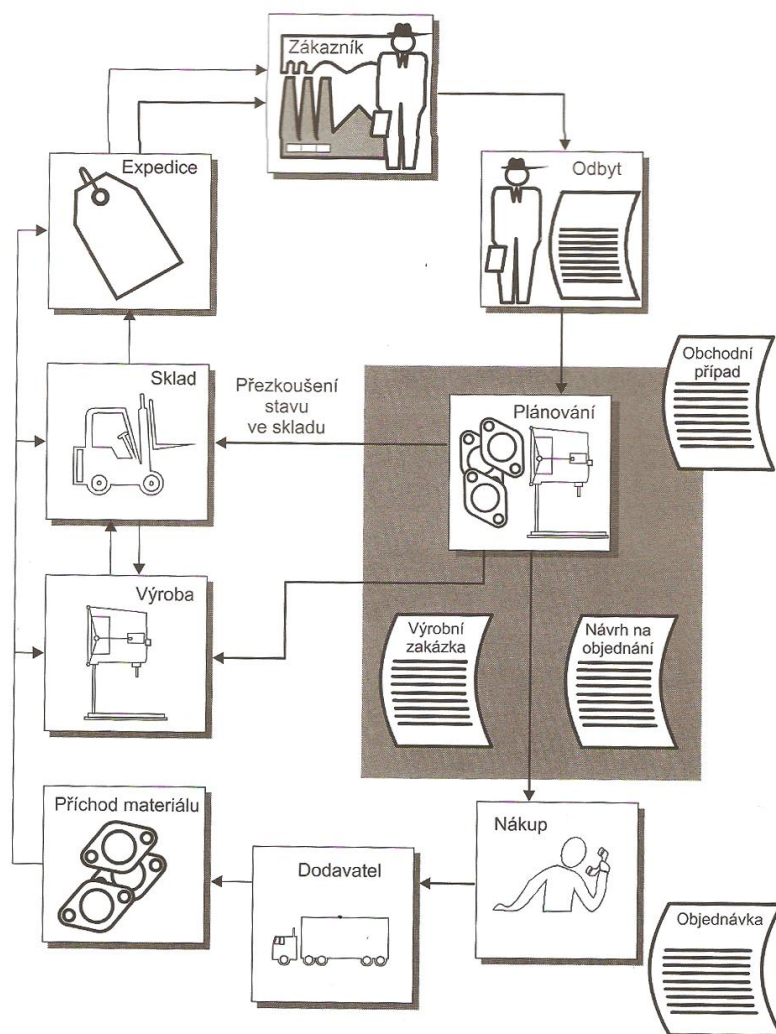 Zákazník
Expedice
Odbyt
Obchodní
případ
Sklad
Přezkoušení
stavu
ve skladu
Plánování
Výroba
Výrobní
zakázka
Návrh na
objednání
Příchod materiálu
Nákup
Dodavatel
Objednávka